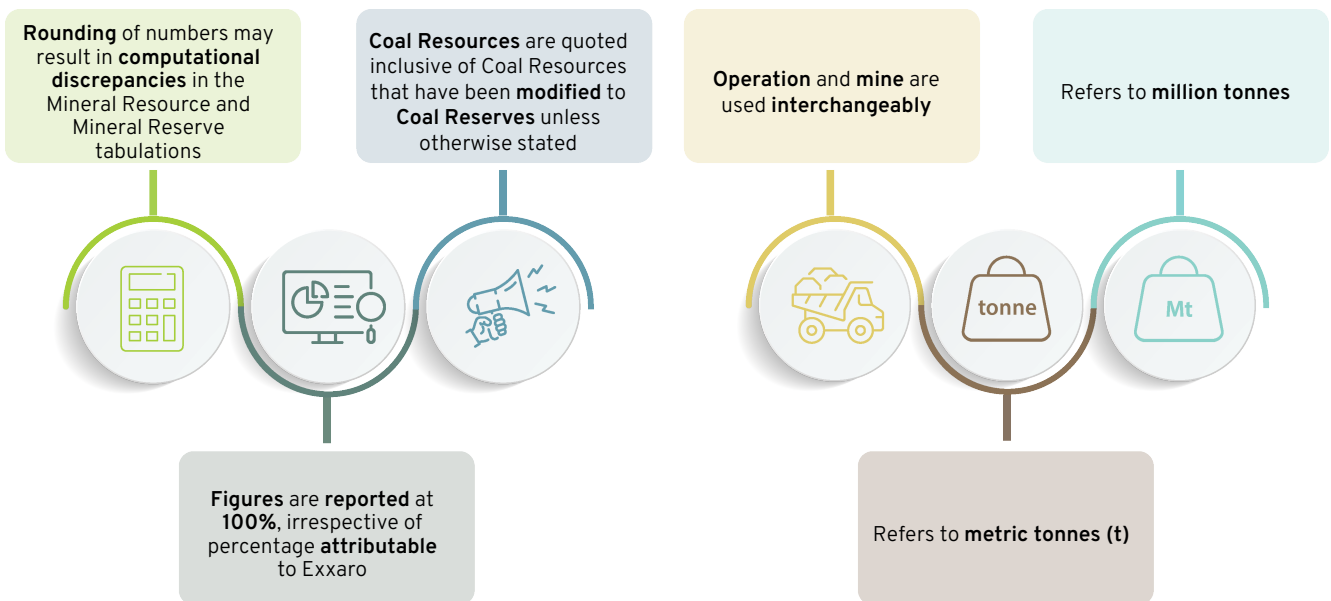 Rounding of numbers may
result in computational
discrepancies in the
Mineral Resource and
Mineral Reserve
tabulations
Coal Resources are quoted
inclusive of Coal Resources
that have been modified to
Coal Reserves unless
otherwise stated
Operation and mine are
used interchangeably
Refers to million tonnes
tonne
Mt
Figures are reported at
100%, irrespective of
percentage attributable
to Exxaro
Refers to metric tonnes (t)